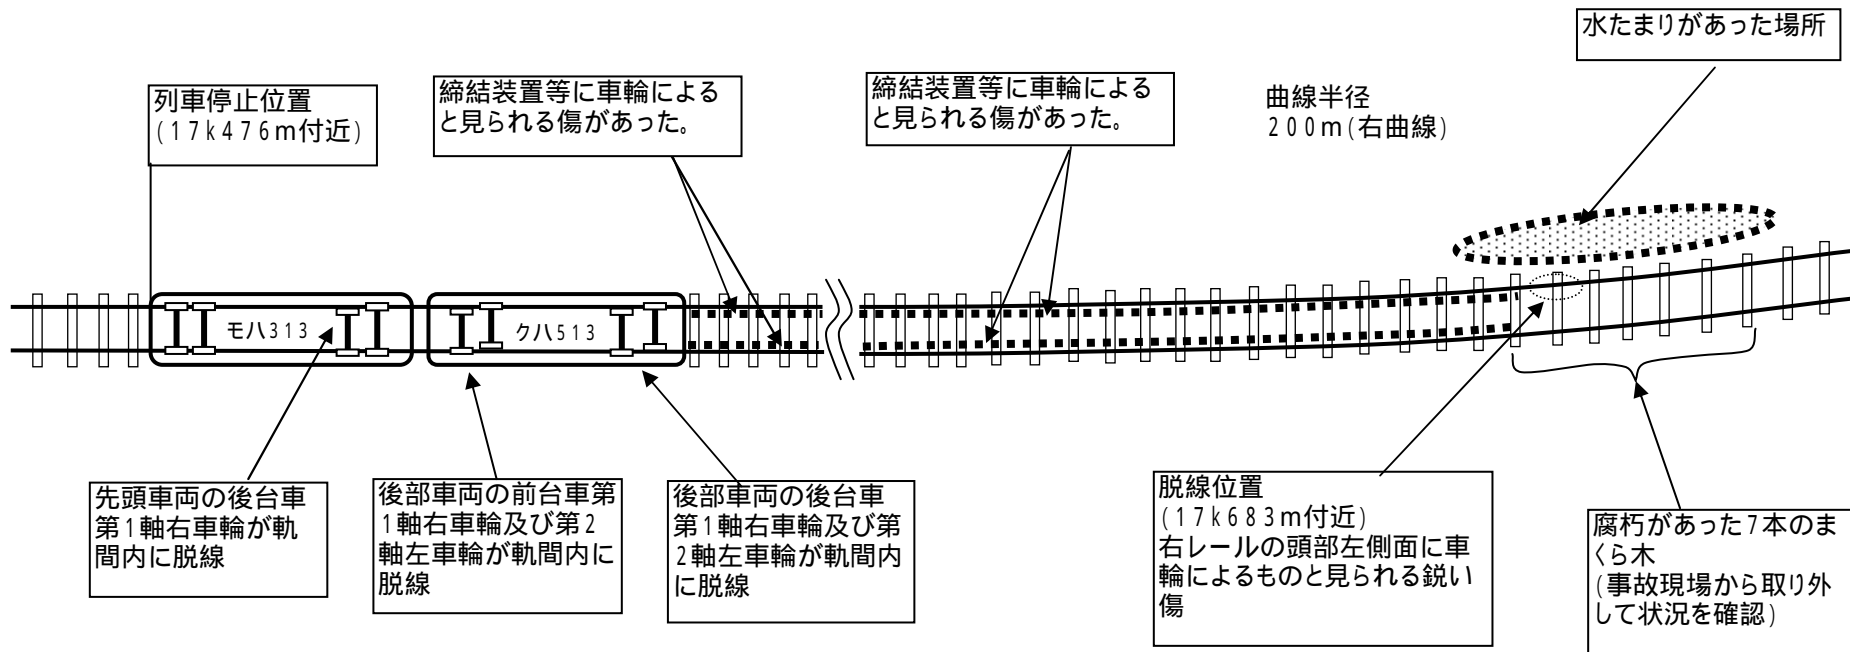 水たまりがあった場所
列車停止位置
(17k476m付近)
締結装置等に車輪による
と見られる傷があった。
締結装置等に車輪による
と見られる傷があった。
曲線半径
200m(右曲線)
モハ313
クハ513
先頭車両の後台車
第1軸右車輪が軌
間内に脱線
後部車両の前台車第
1軸右車輪及び第2
軸左車輪が軌間内に
脱線
後部車両の後台車
第1軸右車輪及び第
2軸左車輪が軌間内
に脱線
脱線位置
(17k683m付近)
右レールの頭部左側面に車
輪によるものと見られる鋭い
傷
腐朽があった7本のま
くら木
(事故現場から取り外
して状況を確認)